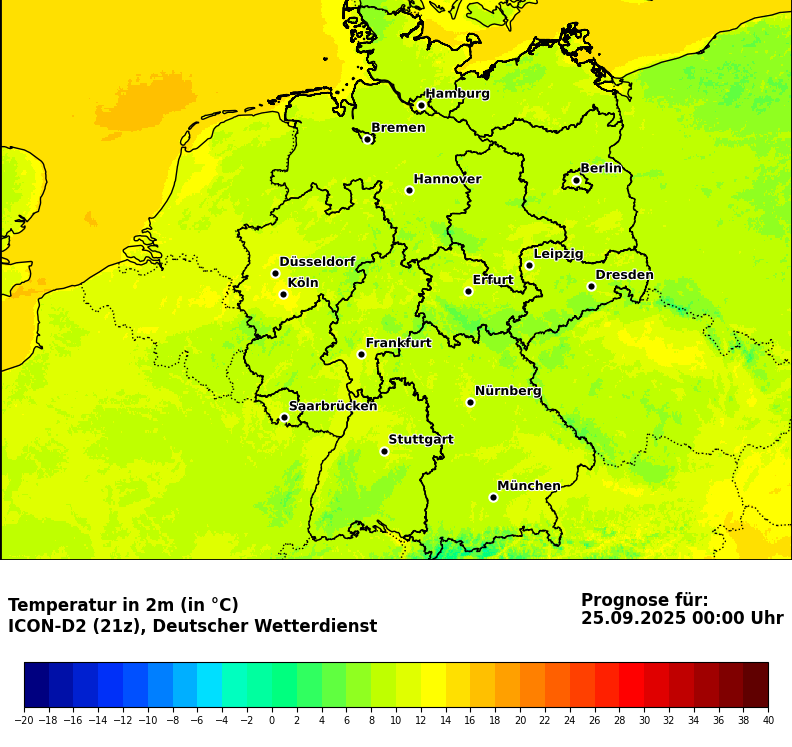 Hamburg
Bremen
Berlin
Hannover
Leipzig
Düsseldorf
Dresden
Köln
Erfurt
Frankfurt
Nürnberg
Saarbrücken
Stuttgart
München
Temperatur in 2m (in °C)
ICON-D2 (21z), Deutscher Wetterdienst
Prognose für:
25.09.2025 00:00 Uhr
−20 −18 −16 −14 −12 −10 −8 −6 −4 −2 0 2 4 6 8 10 12 14 16 18 20 22 24 26 28 30 32 34 36 38 40